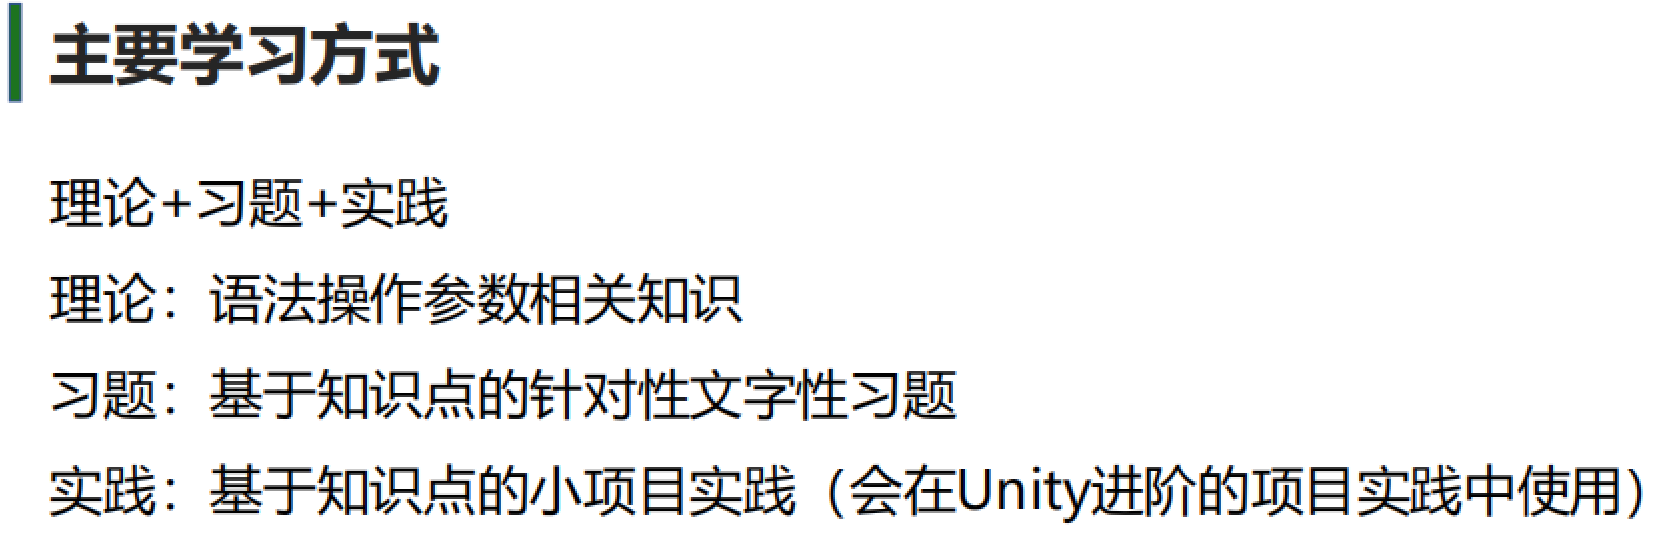 主要学习方式
理论+习题+实践
理论：语法操作参数相关知识
习题：基于知识点的针对性文字性习题
实践：基于知识点的小项目实践（会在Unity进阶的项目实践中使用）